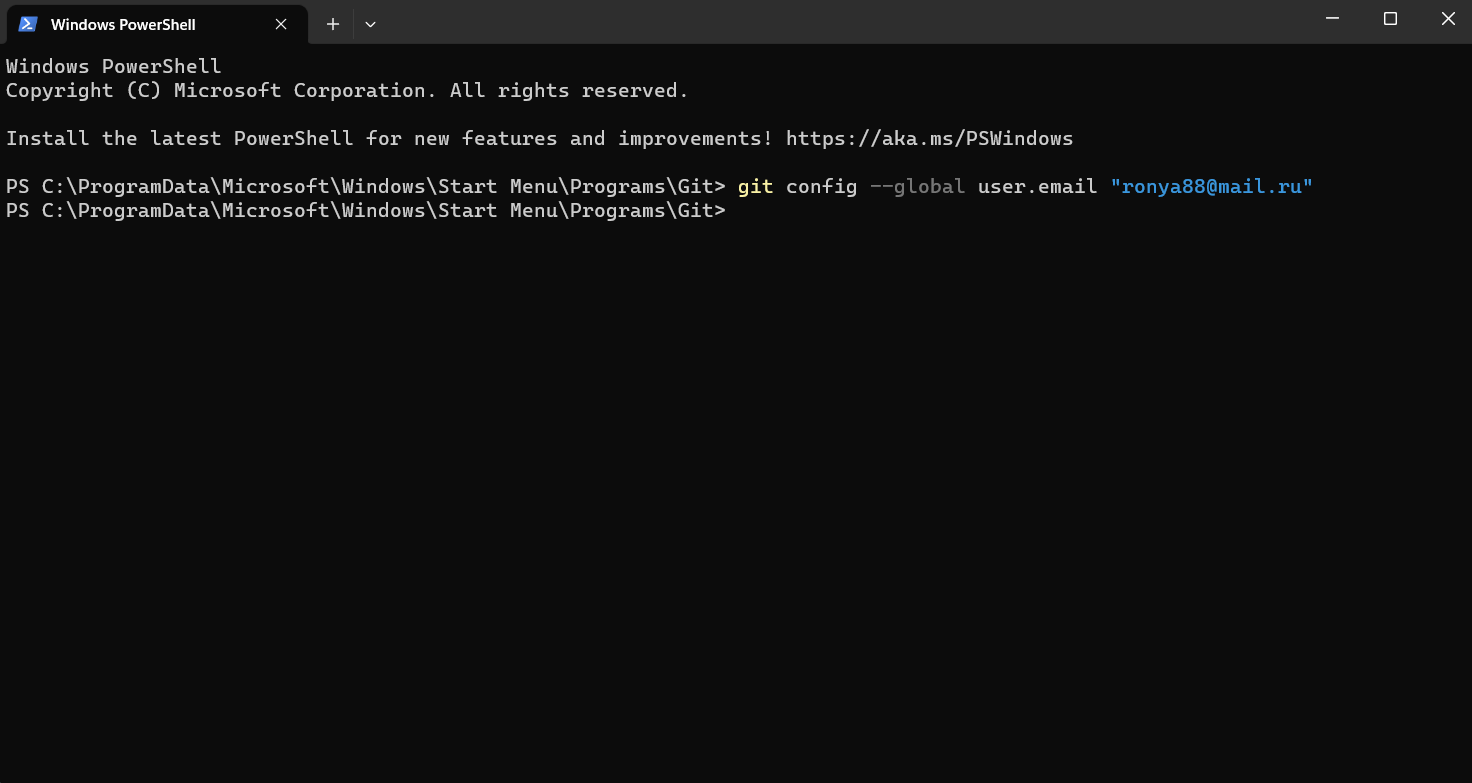 Windows PowerShell
Windows PowerShell
Copyright (C) Microsoft Corporation. All rights reserved.
Install the latest PowerShell for new features and improvements! https://aka.ms/PSWindows
PS C:\ProgramData\Microsoft\Windows\Start Menu\Programs\Git> git config --global user.email "ronya88@mail.ru"
PS C:\ProgramData\Microsoft\Windows\Start Menu\Programs\Git>